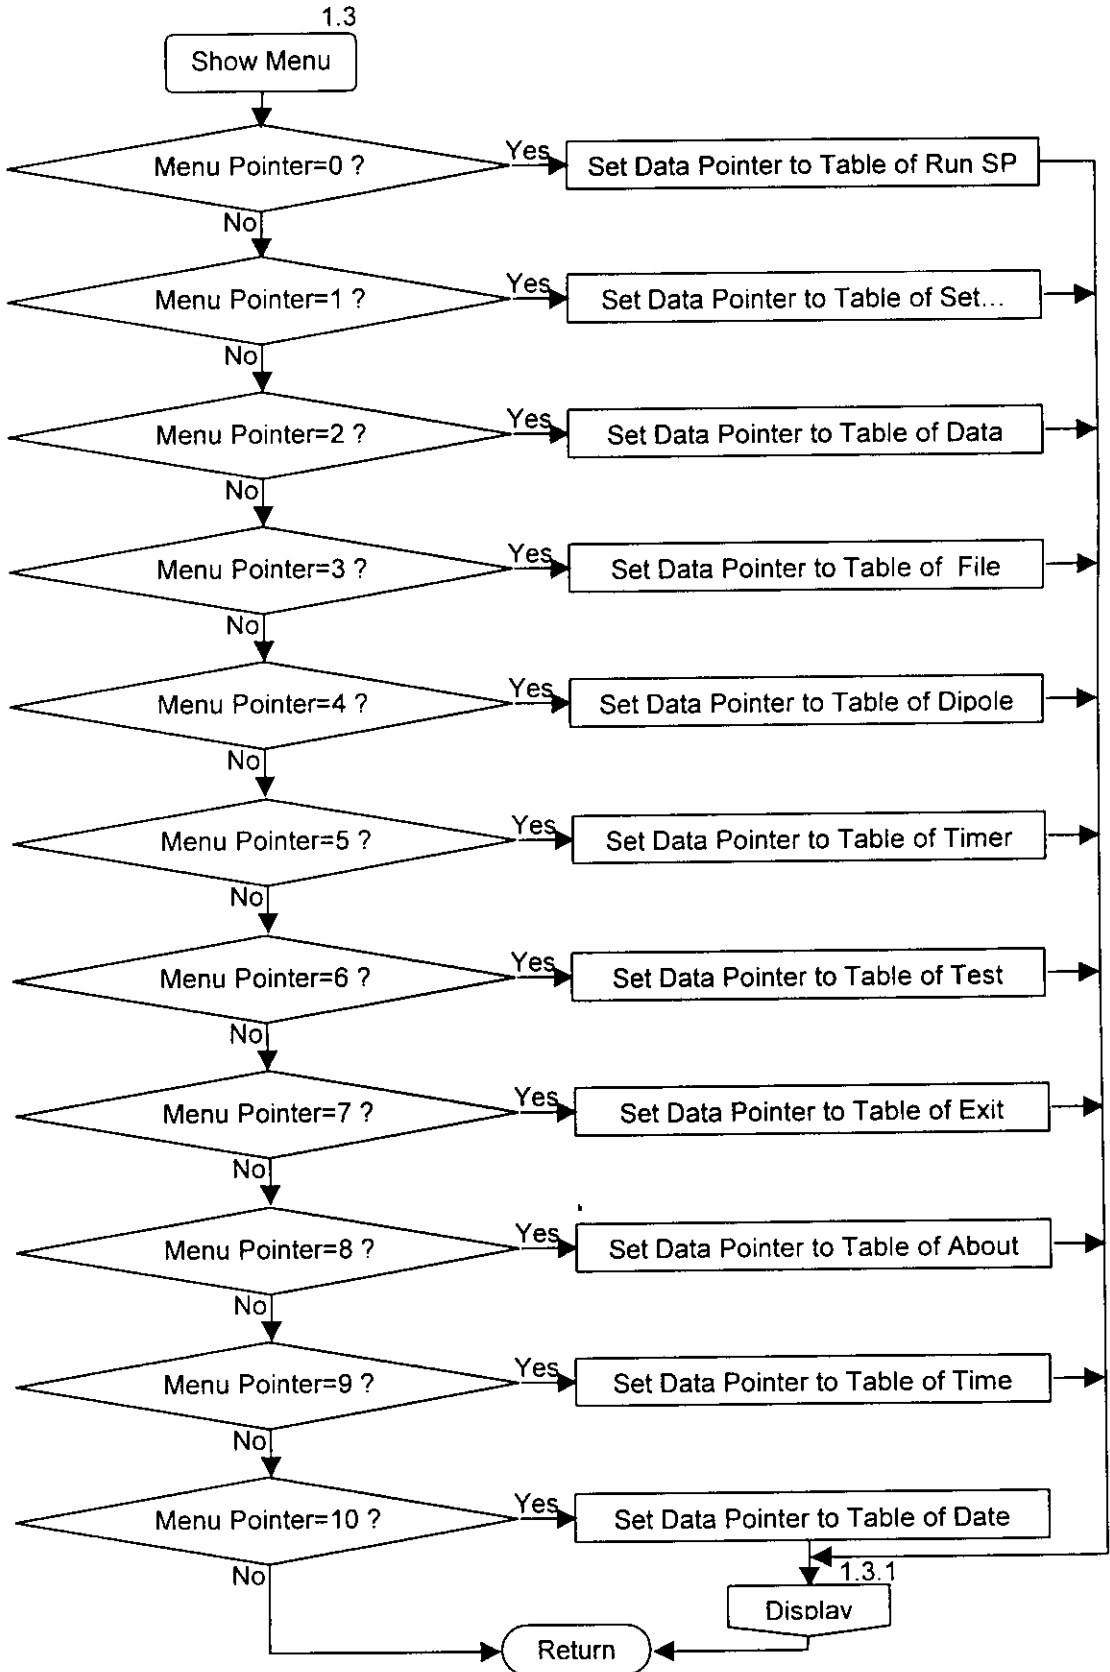 1.3
Show Menu
Menu Pointer=0 ?
Yes
Set Data Pointer to Table of Run SP
No
Menu Pointer=1 ?
Yes
Set Data Pointer to Table of Set...
No
Menu Pointer=2 ?
Yes
Set Data Pointer to Table of Data
No
Menu Pointer=3 ?
Yes
Set Data Pointer to Table of File
No
Menu Pointer=4 ?
Yes
Set Data Pointer to Table of Dipole
No
Menu Pointer=5 ?
Yes
Set Data Pointer to Table of Timer
No
Menu Pointer=6 ?
Yes
Set Data Pointer to Table of Test
No
Menu Pointer=7 ?
Yes
Set Data Pointer to Table of Exit
No
Menu Pointer=8 ?
Yes
Set Data Pointer to Table of About
No
Menu Pointer=9 ?
Yes
Set Data Pointer to Table of Time
No
Menu Pointer=10 ?
Yes
Set Data Pointer to Table of Date
No
1.3.1
Display
Return